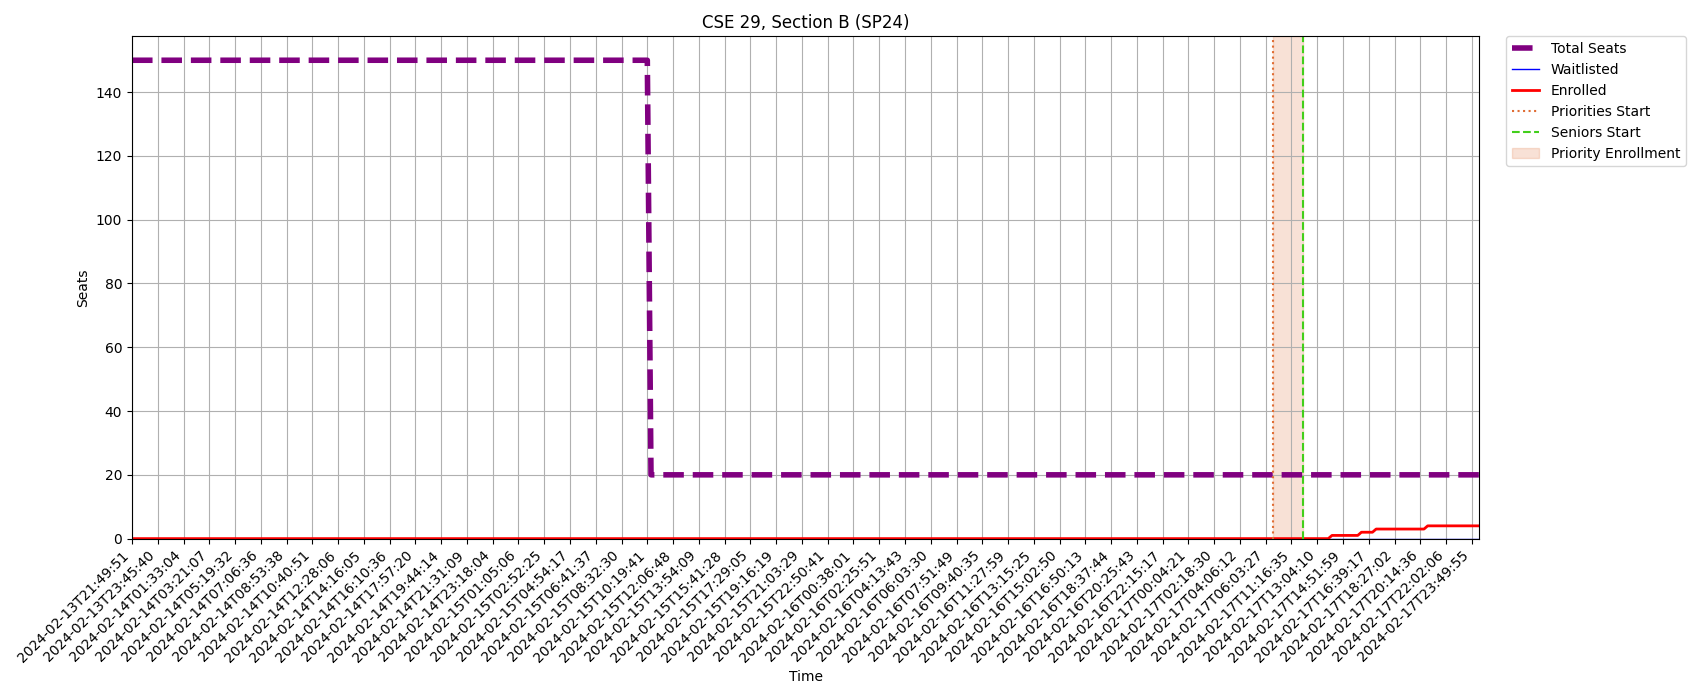 CSE 29, Section B (SP24)
Total Seats
Waitlisted
Enrolled
Priorities Start
Seniors Start
Priority Enrollment
Seats
140
120
100
80
60
40
20
0
2024-02-13T21:49:51
2024-02-13T23:45:40
2024-02-14T01:33:04
2024-02-14T03:21:07
2024-02-14T05:19:32
2024-02-14T07:06:36
2024-02-14T08:53:38
2024-02-14T10:40:51
2024-02-14T12:28:06
2024-02-14T14:16:05
2024-02-14T16:10:36
2024-02-14T17:57:20
2024-02-14T19:44:14
2024-02-14T21:31:09
2024-02-14T23:18:04
2024-02-15T01:05:06
2024-02-15T02:52:25
2024-02-15T04:54:17
2024-02-15T06:41:37
2024-02-15T08:32:30
2024-02-15T10:19:41
2024-02-15T12:06:48
2024-02-15T13:54:09
2024-02-15T15:41:28
2024-02-15T17:29:05
2024-02-15T19:16:19
2024-02-15T21:03:29
2024-02-15T22:50:41
2024-02-16T00:38:01
2024-02-16T02:25:51
2024-02-16T04:13:43
2024-02-16T06:03:30
2024-02-16T07:51:49
2024-02-16T09:40:35
2024-02-16T11:27:59
2024-02-16T13:15:25
2024-02-16T15:02:50
2024-02-16T16:50:13
2024-02-16T18:37:44
2024-02-16T20:25:43
2024-02-16T22:15:17
2024-02-17T00:04:21
2024-02-17T02:18:30
2024-02-17T04:06:12
2024-02-17T06:03:27
2024-02-17T11:16:35
2024-02-17T13:04:10
2024-02-17T14:51:59
2024-02-17T16:39:17
2024-02-17T18:27:02
2024-02-17T20:14:36
2024-02-17T22:02:06
2024-02-17T23:49:55
Time